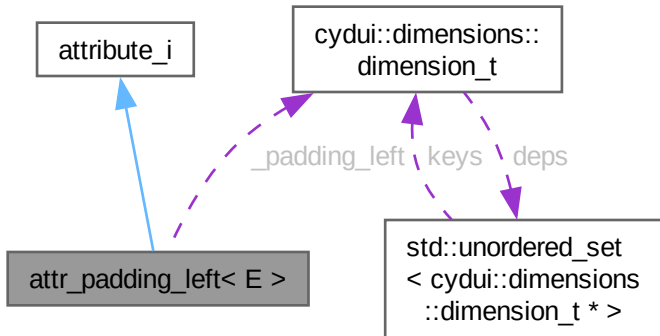 attribute_i
cydui::dimensions::
dimension_t
_padding_left
keys
deps
attr_padding_left< E >
std::unordered_set
< cydui::dimensions
::dimension_t * >